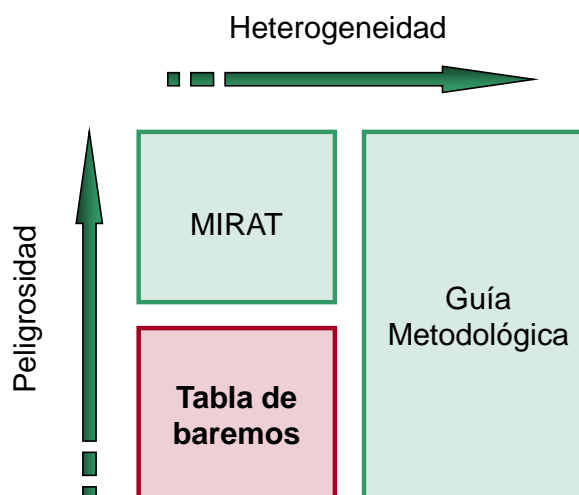 Heterogeneidad
Peligrosidad
MIRAT
Guía
Metodológica
Tabla de
baremos